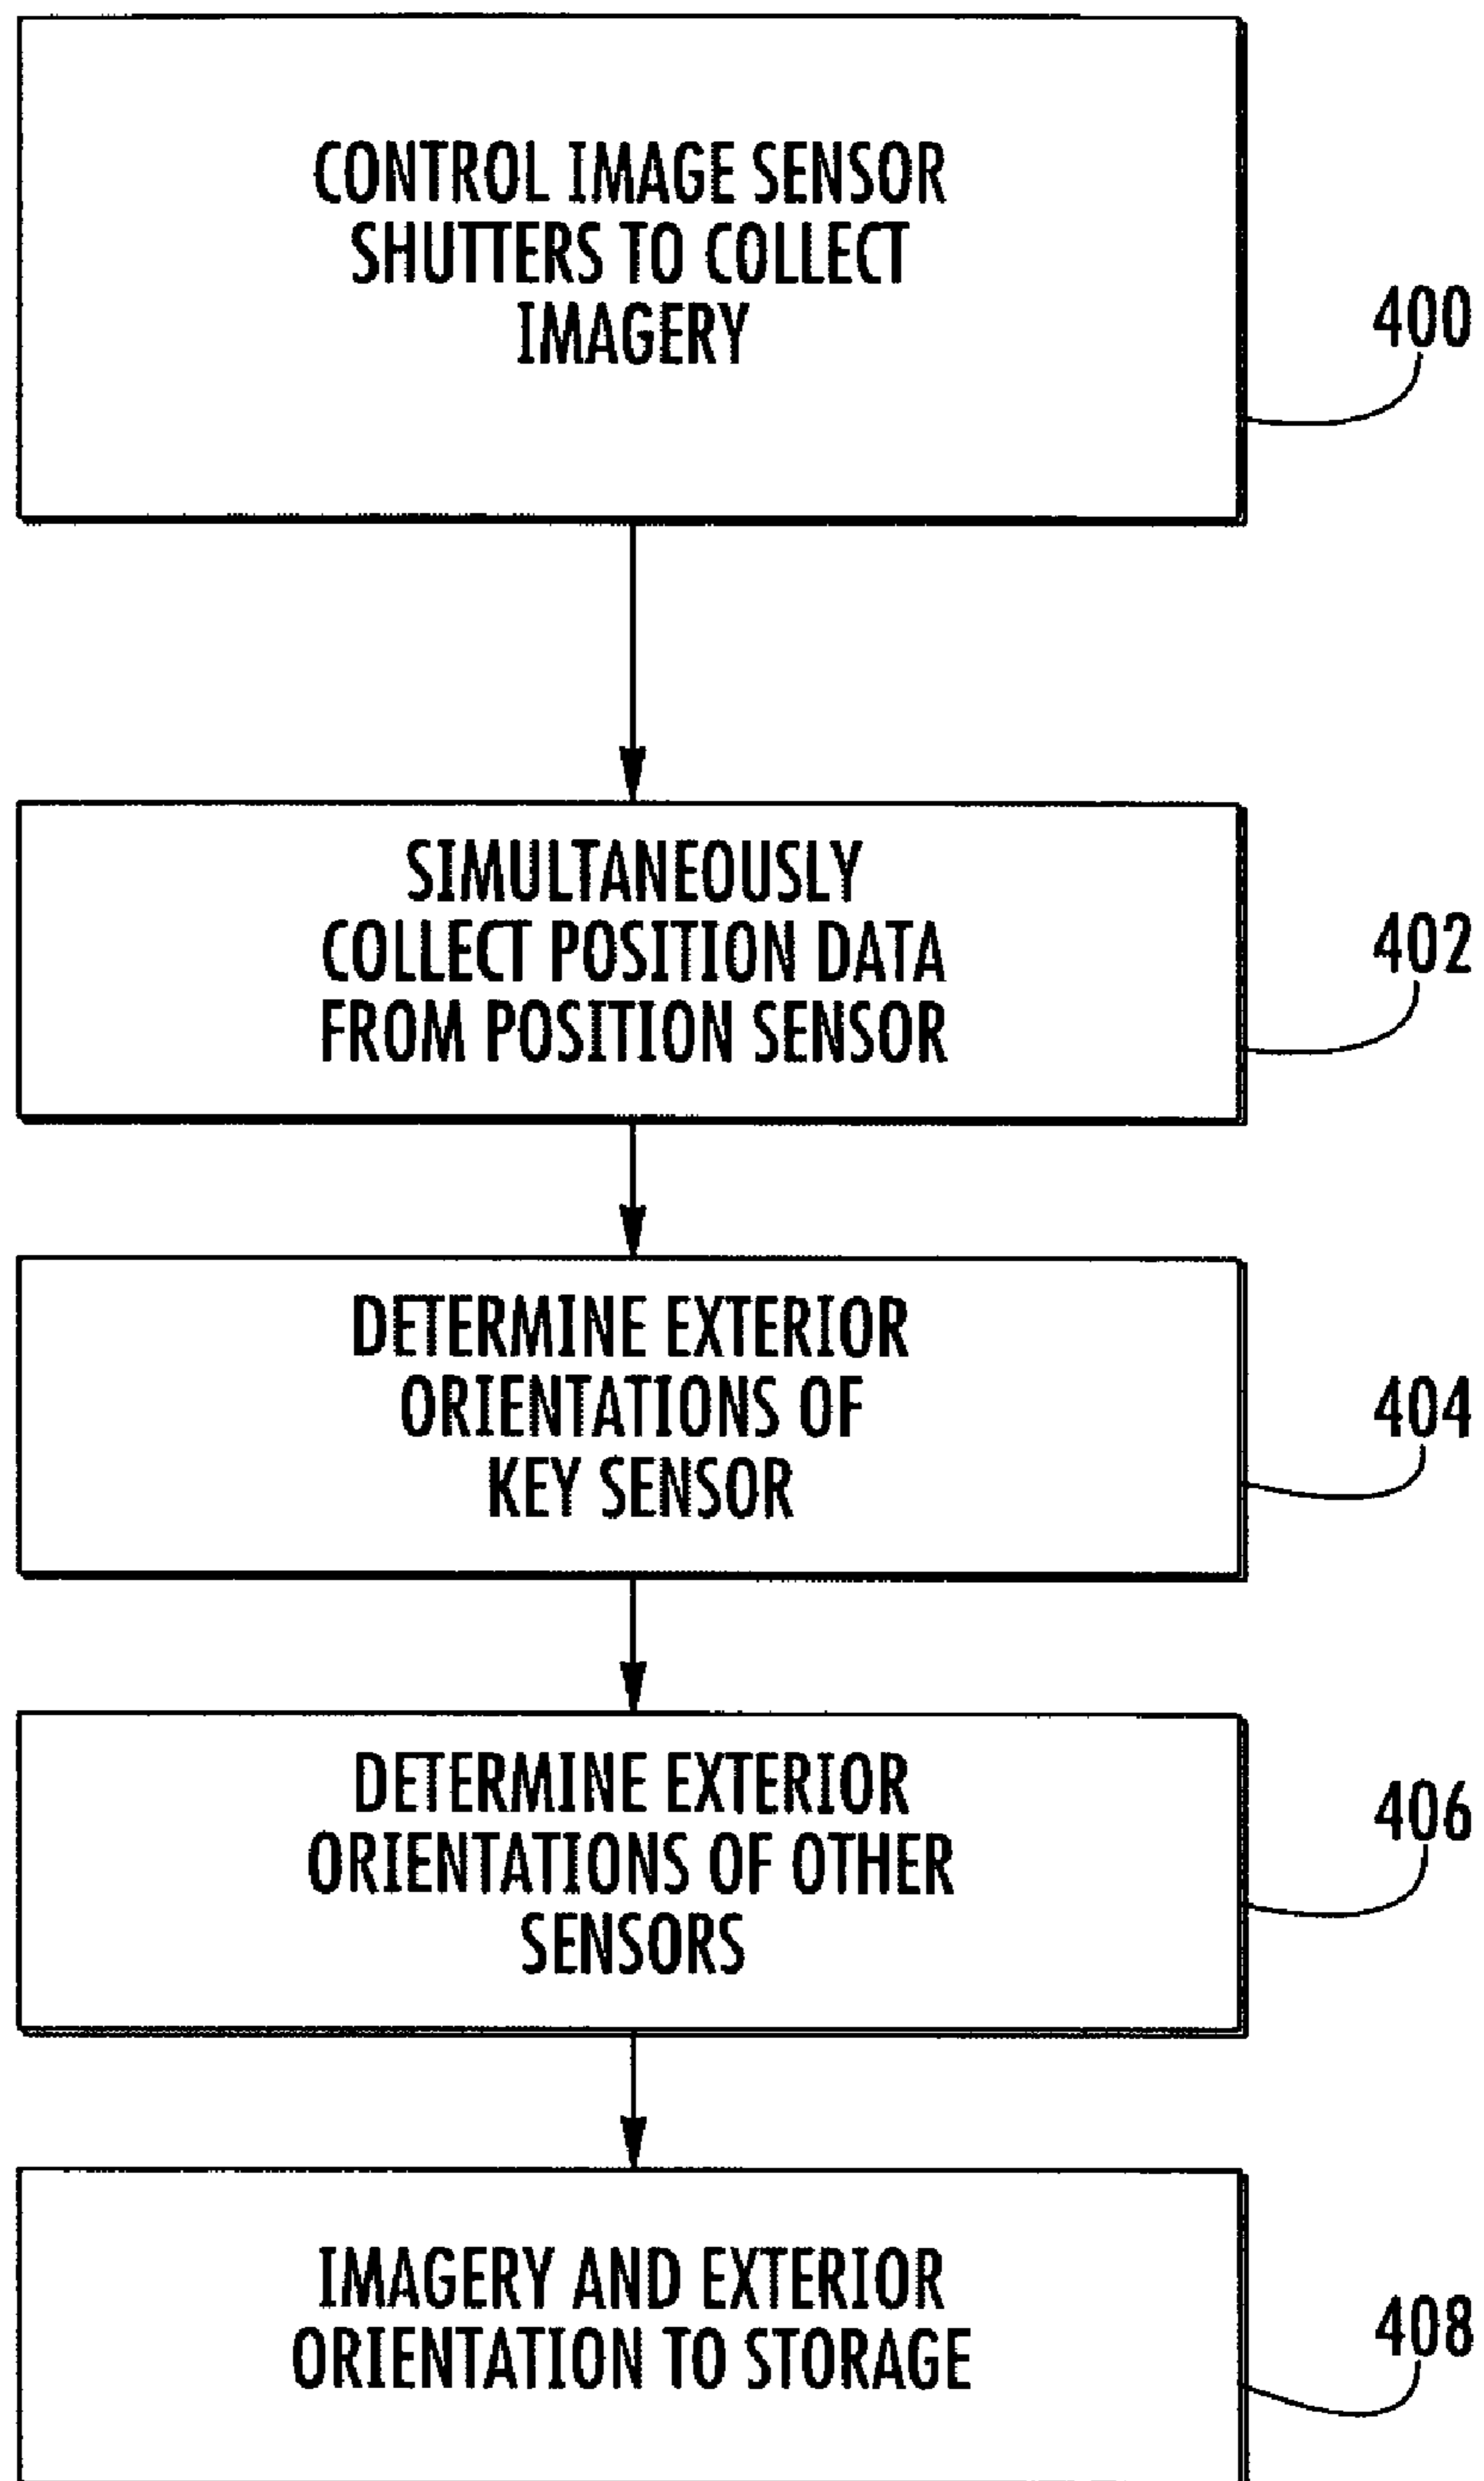 CONTROL IMAGE SENSOR
SHUTTERS TO COLLECT
IMAGERY
400
SIMULTANEOUSLY
COLLECT POSITION DATA
FROM POSITION SENSOR
402
DETERMINE EXTERIOR
ORIENTATIONS OF
KEY SENSOR
404
DETERMINE EXTERIOR
ORIENTATIONS OF OTHER
SENSORS
406
IMAGERY AND EXTERIOR
ORIENTATION TO STORAGE
408